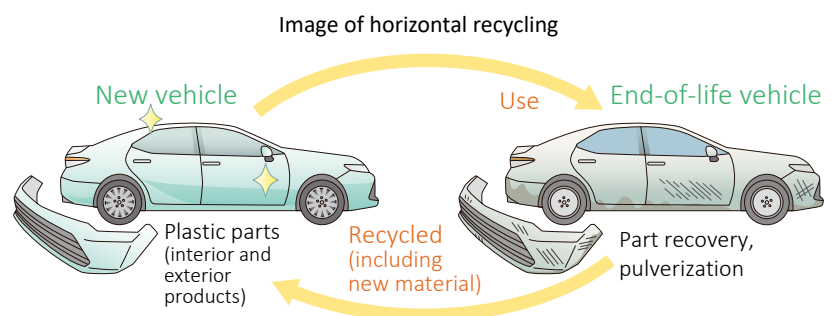 Image of horizontal recycling
New vehicle
Use
End-of-life vehicle
Plastic parts
(interior and
exterior
products)
Recycled
(including
new material)
Part recovery,
pulverization